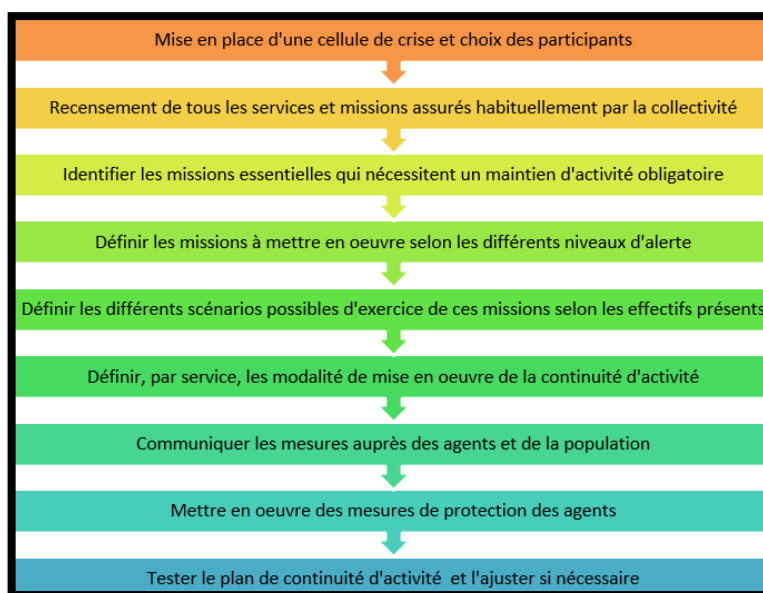 Mise en place d'une cellule de crise et choix des participants
Recensement de tous les services et missions assurés habituellement par la collectivité
Identifier les missions essentielles qui nécessitent un maintien d'activité obligatoire
Définir les missions à mettre en oeuvre selon les différents niveaux d'alerte
Définir les différents scénarios possibles d'exercice de ces missions selon les effectifs présents
Définir, par service, les modalité de mise en oeuvre de la continuité d'activité
Communiquer les mesures auprès des agents et de la population
Mettre en oeuvre des mesures de protection des agents
Tester le plan de continuité d'activité et l'ajuster si nécessaire